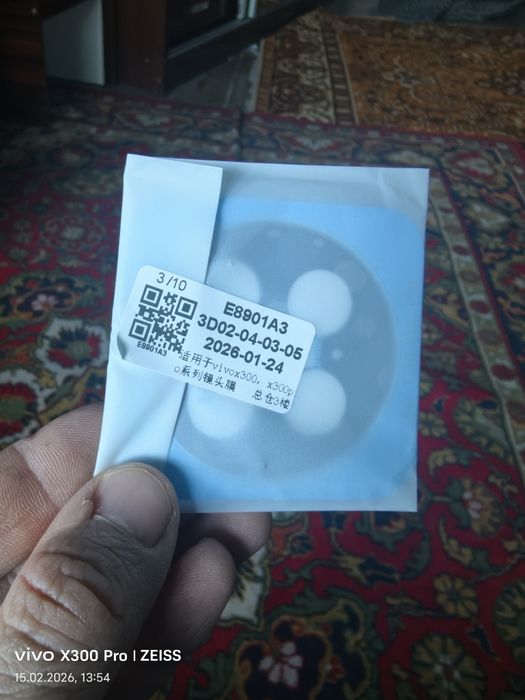 3/10
E8901A3
3D02-04-03-05
2026-01-24
E8901A3
适用于vivox300, x300p
o系列镜头膜 总仓3楼
vivo X300 Pro | ZEISS
15.02.2026, 13:54